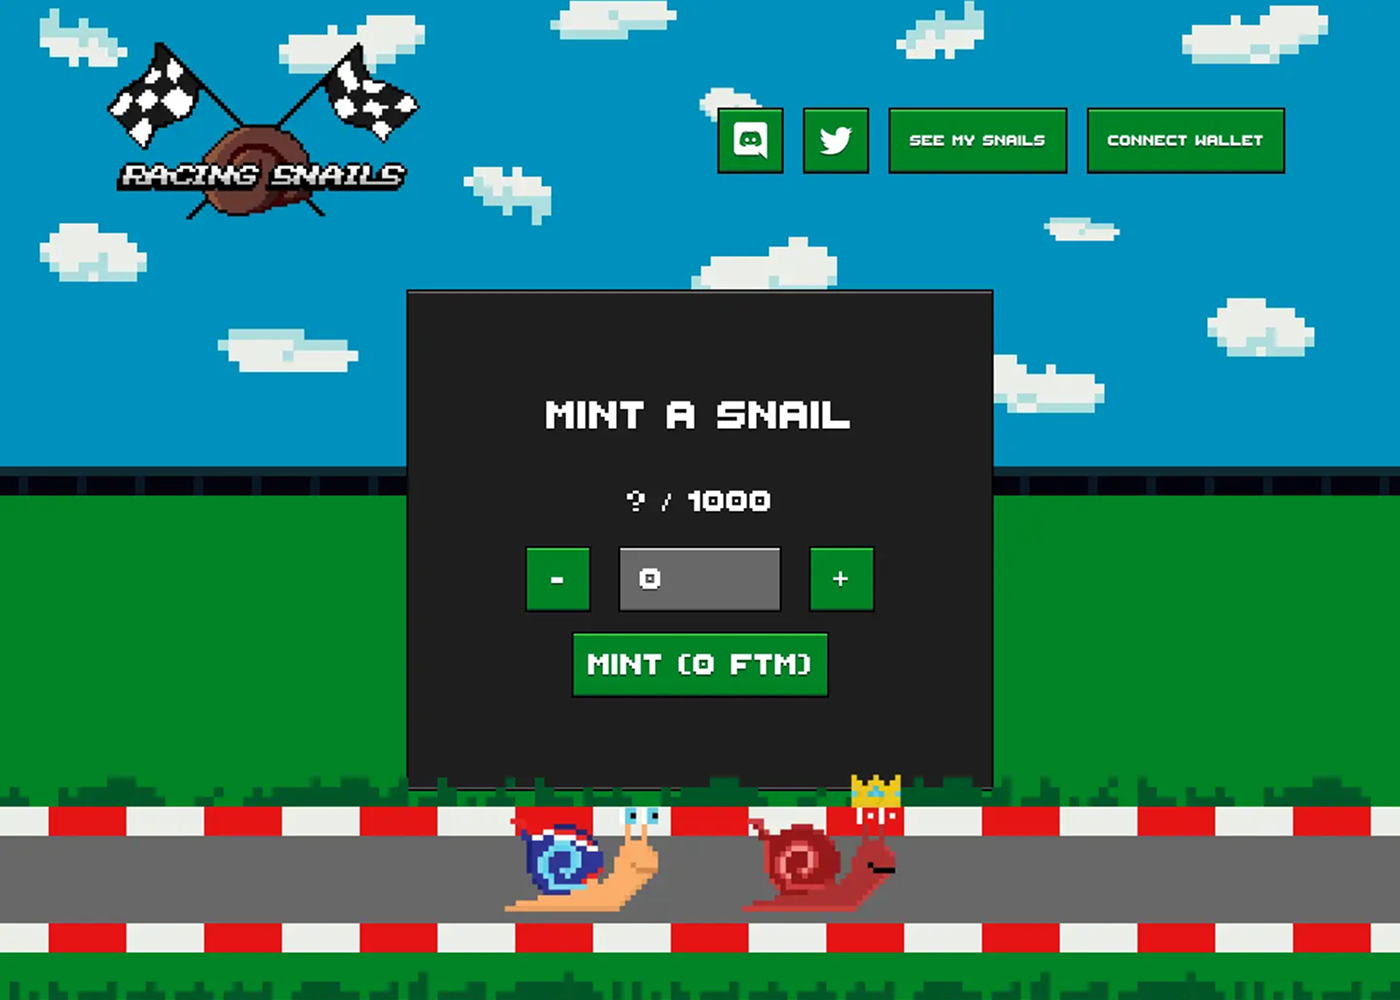 RACING SNAILS
SEE MY SNAILS
CONNECT WALLET
MINT A SNAIL
? / 1000
- 0 +
MINT (0 FTM)